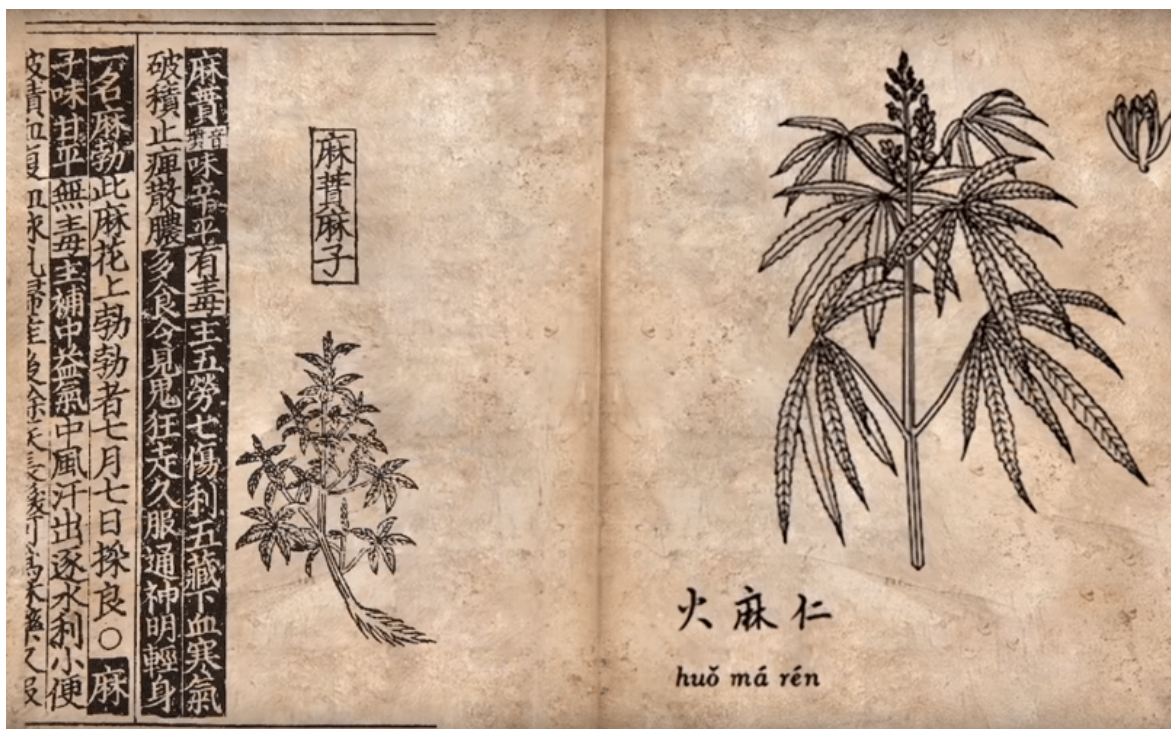 麻蕡麻子
麻蕡音墳味辛平有毒主五勞七傷利五藏下血寒氣
破積止痺散膿多食令見鬼狂走久服通神明輕身
一名麻勃此麻花上勃勃者七月七日採良○麻
子味甘平無毒主補中益氣中風汗出逐水利小便
火麻仁
huǒ má rén